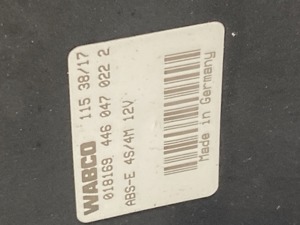 WABCO 115 38/17
018169 446 047 022 2
ABS-E 4S/4M 12V
Made in Germany